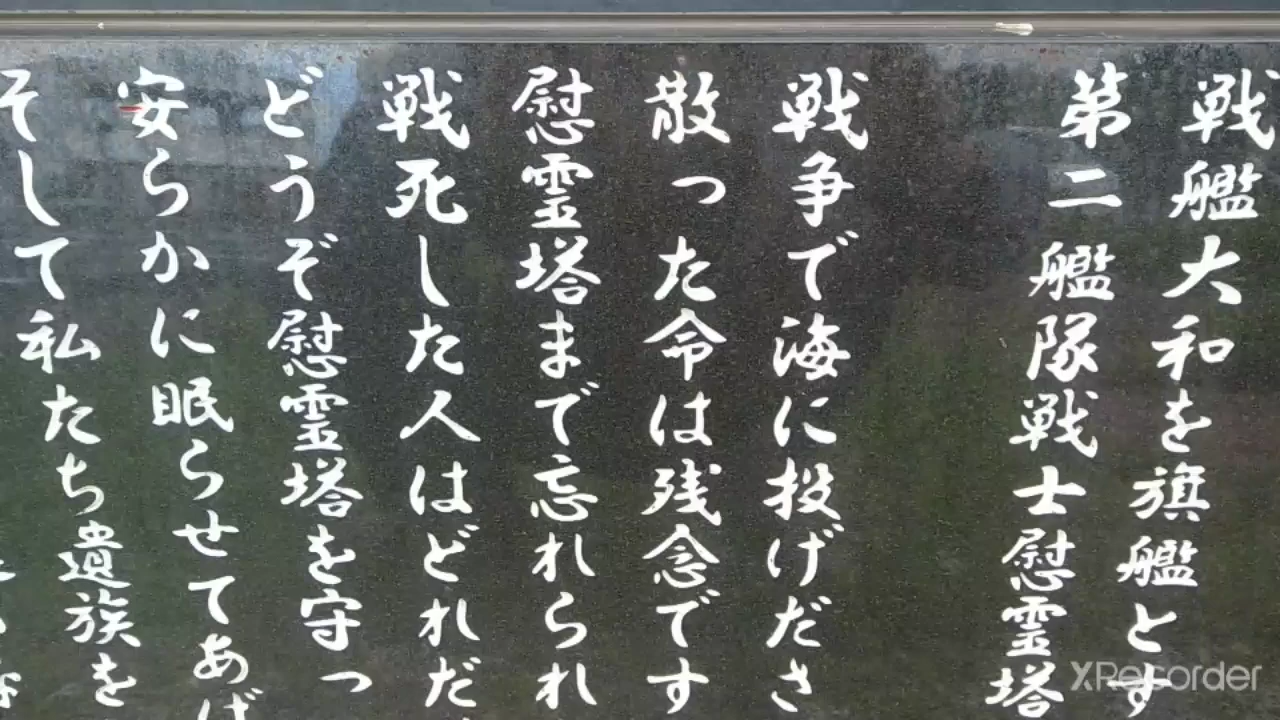 戦艦大和を旗艦とす
第二艦隊戦士慰霊塔
戦争で海に投げださ
散った令は残念です
慰霊塔まで忘れられ
戦死した人はどれだ
どうぞ慰霊塔を守っ
安らかに眠らせてあげ
そして私たち遺族を
XRecorder